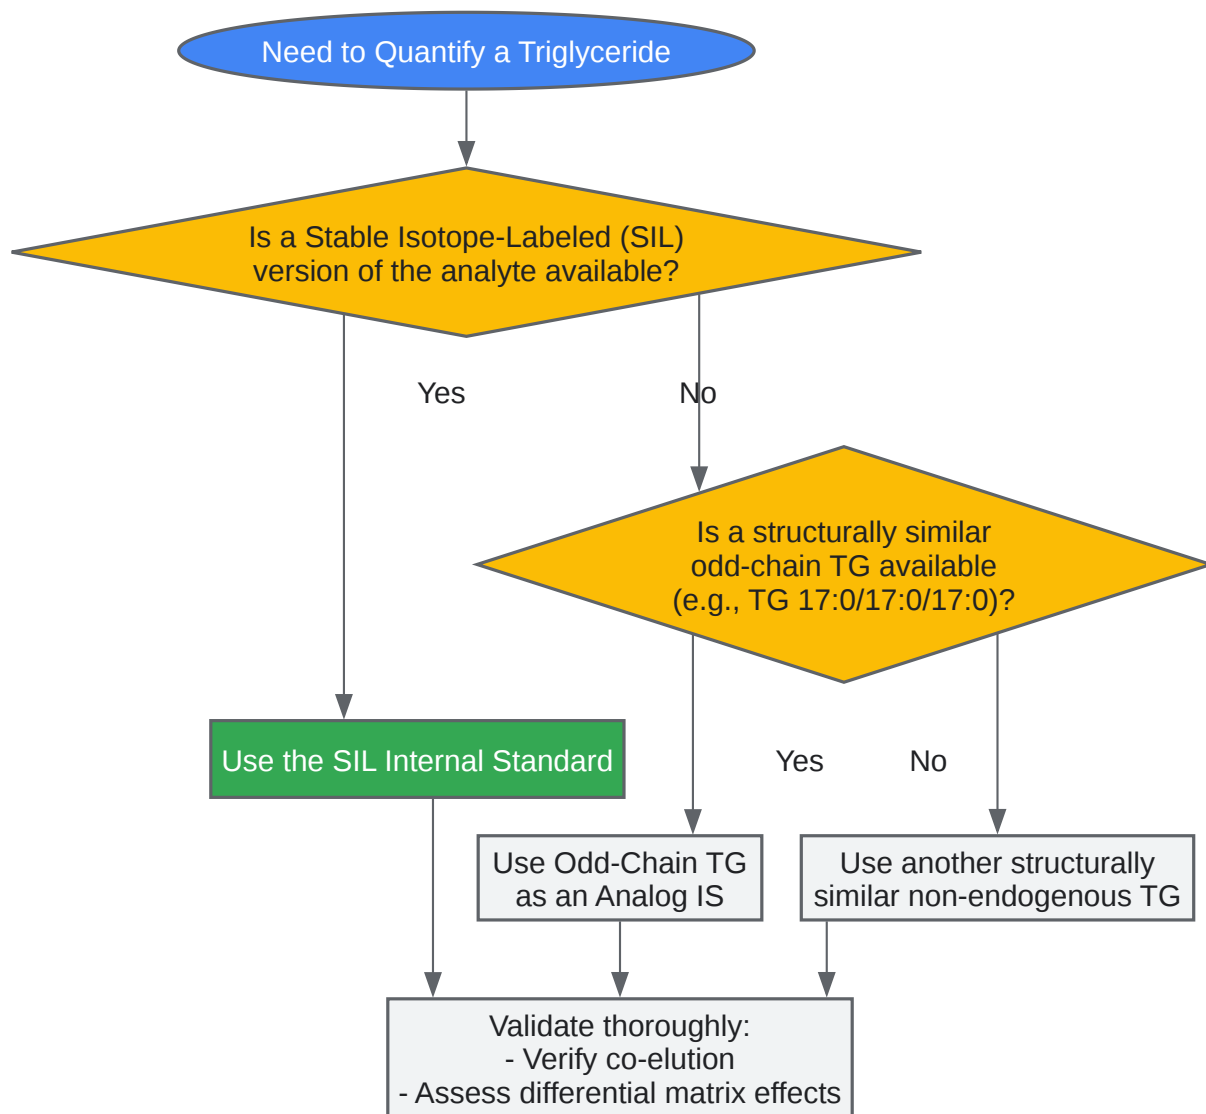 Need to Quantify a Triglyceride
Is a Stable Isotope-Labeled (SIL)
version of the analyte available?
Yes
No
Is a structurally similar
odd-chain TG available
(e.g., TG 17:0/17:0/17:0)?
Use the SIL Internal Standard
Yes
No
Use Odd-Chain TG
as an Analog IS
Use another structurally
similar non-endogenous TG
Validate thoroughly:
- Verify co-elution
- Assess differential matrix effects